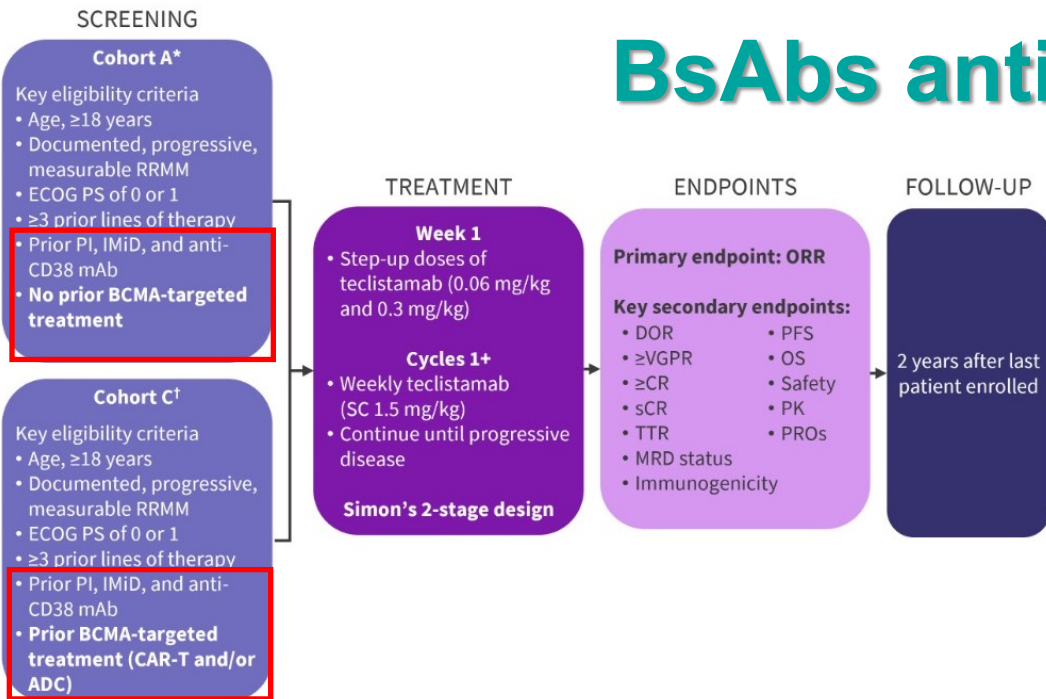 SCREENING
BsAbs anti
Cohort A*
Key eligibility criteria
• Age, ≥18 years
• Documented, progressive,
measurable RRMM
• ECOG PS of 0 or 1
• ≥3 prior lines of therapy
• Prior PI, IMiD, and anti-
CD38 mAb
• No prior BCMA-targeted
treatment
Cohort C†
Key eligibility criteria
• Age, ≥18 years
• Documented, progressive,
measurable RRMM
• ECOG PS of 0 or 1
• ≥3 prior lines of therapy
• Prior PI, IMiD, and anti-
CD38 mAb
• Prior BCMA-targeted
treatment (CAR-T and/or
ADC)
TREATMENT
Week 1
• Step-up doses of
teclistamab (0.06 mg/kg
and 0.3 mg/kg)
Cycles 1+
• Weekly teclistamab
(SC 1.5 mg/kg)
• Continue until progressive
disease
Simon's 2-stage design
ENDPOINTS
Primary endpoint: ORR
Key secondary endpoints:
• DOR
• ≥VGPR
• ≥CR
• sCR
• TTR
• MRD status
• Immunogenicity
• PFS
• OS
• Safety
• PK
• PROs
FOLLOW-UP
2 years after last
patient enrolled